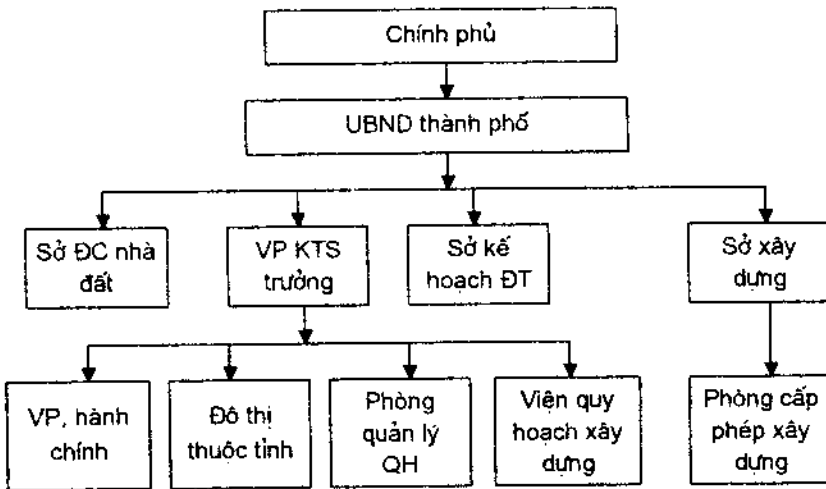 Chính phủ
UBND thành phố
Sở ĐC nhà
đất
VP KTS
trưởng
Sở kế
hoạch ĐT
Sở xây
dựng
VP, hành
chính
Đô thị
thuộc tỉnh
Phòng
quản lý
QH
Viện quy
hoạch xây
dựng
Phòng cấp
phép xây
dựng